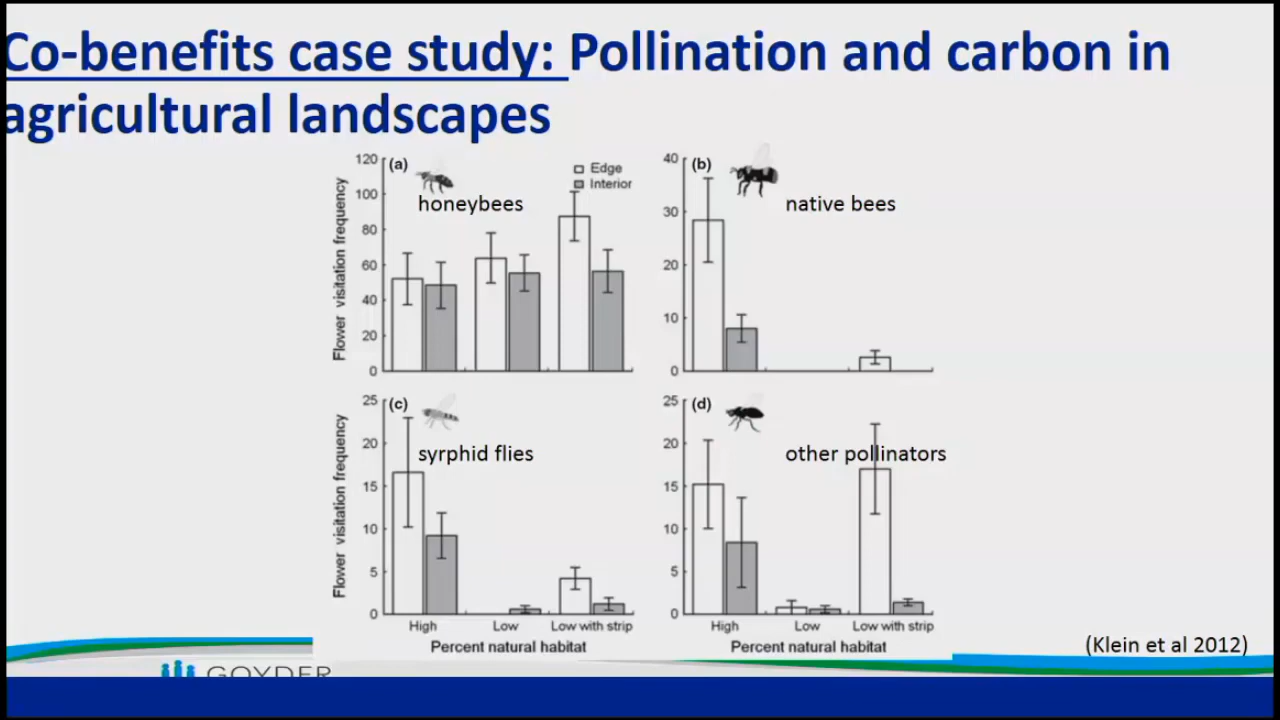 Co-benefits case study: Pollination and carbon in
agricultural landscapes
120
100
80
60
40
20
0
Flower visitation frequency
(a)
honeybees
Edge
Interior
40
30
20
10
0
(b)
native bees
25
20
15
10
5
0
Flower visitation frequency
(c)
syrphid flies
High
Low
Low with strip
Percent natural habitat
25
20
15
10
5
0
(d)
other pollinators
High
Low
Low with strip
Percent natural habitat
(Klein et al 2012)
GOYDER